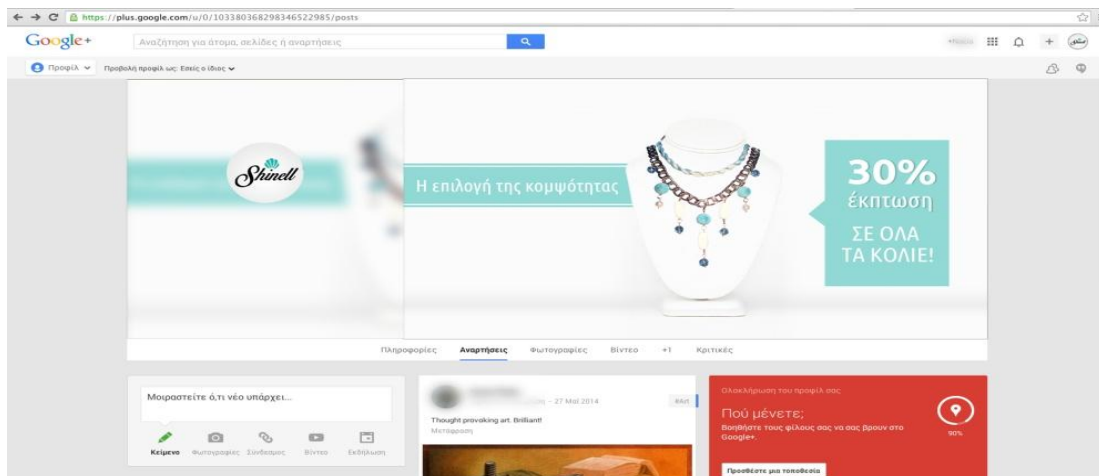 https://plus.google.com/u/0/103380368298346522985/posts
Google+
Αναζήτηση για άτομα, σελίδες ή αναρτήσεις
Προφίλ
Προβολή προφίλ ως: Εσείς ο ίδιος
Shinell
Η επιλογή της κομψότητας
30%
έκπτωση
ΣΕ ΟΛΑ
ΤΑ ΚΟΛΙΕ!
Πληροφορίες Αναρτήσεις Φωτογραφίες Βίντεο +1 Κριτικές
Μοιραστείτε ό,τι νέο υπάρχει...
Κείμενο Φωτογραφίες Σύνδεσμος Βίντεο Εκδήλωση
– 27 Μαΐ 2014
#Art
Thought provoking art. Brilliant!
Μετάφραση
Ολοκλήρωση του προφίλ σας
Πού μένετε;
Βοηθήστε τους φίλους σας να σας βρουν στο
Google+.
90%
Προσθέστε μια τοποθεσία